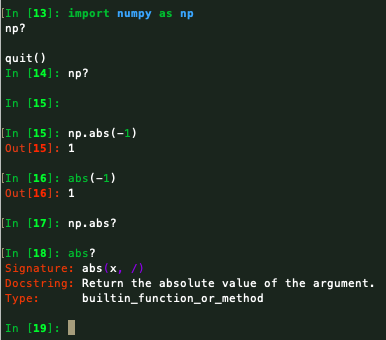 [In [13]: import numpy as np
np?

quit()
In [14]: np?

In [15]:

[In [15]: np.abs(-1)
Out[15]: 1

[In [16]: abs(-1)
Out[16]: 1

[In [17]: np.abs?

[In [18]: abs?
Signature: abs(x, /)
Docstring: Return the absolute value of the argument.
Type:      builtin_function_or_method

In [19]: